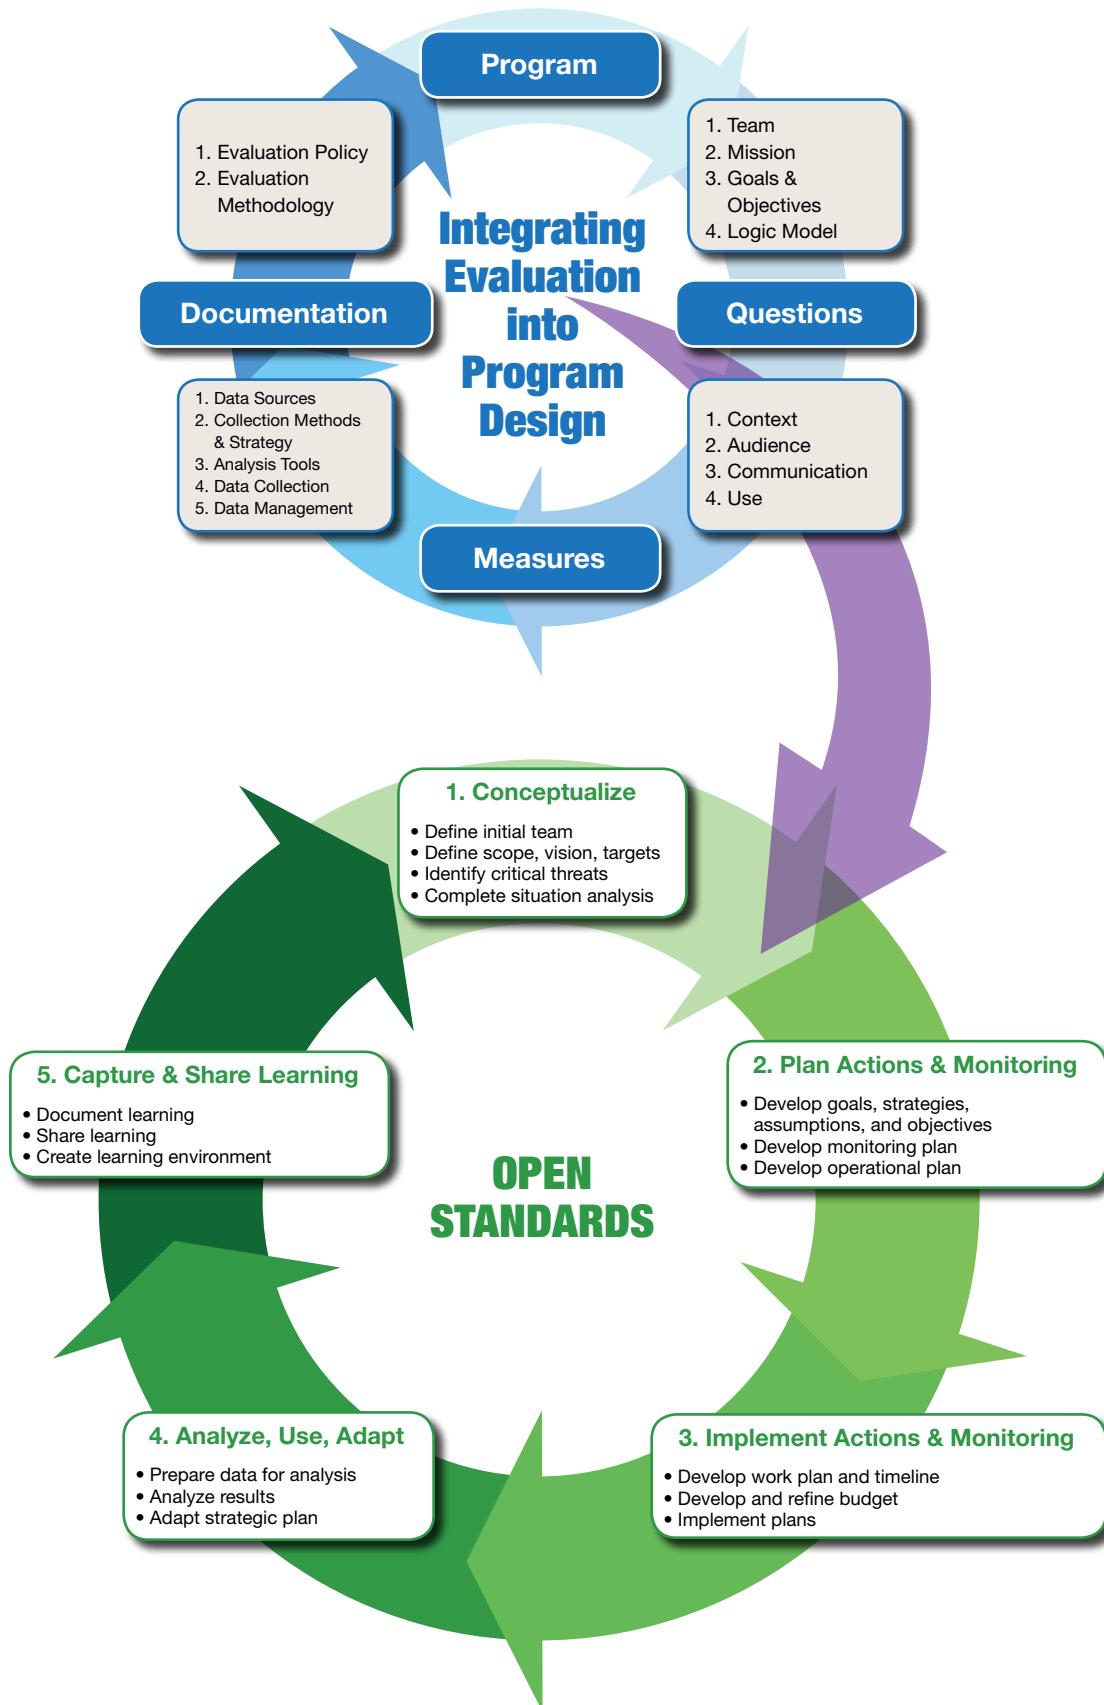 Program
1. Evaluation Policy
2. Evaluation
Methodology
1. Team
2. Mission
3. Goals &
Objectives
4. Logic Model
Integrating
Evaluation
into
Program
Design
Documentation
Questions
1. Data Sources
2. Collection Methods
& Strategy
3. Analysis Tools
4. Data Collection
5. Data Management
1. Context
2. Audience
3. Communication
4. Use
Measures
1. Conceptualize
• Define initial team
• Define scope, vision, targets
• Identify critical threats
• Complete situation analysis
5. Capture & Share Learning
• Document learning
• Share learning
• Create learning environment
2. Plan Actions & Monitoring
• Develop goals, strategies,
assumptions, and objectives
• Develop monitoring plan
• Develop operational plan
OPEN
STANDARDS
4. Analyze, Use, Adapt
• Prepare data for analysis
• Analyze results
• Adapt strategic plan
3. Implement Actions & Monitoring
• Develop work plan and timeline
• Develop and refine budget
• Implement plans